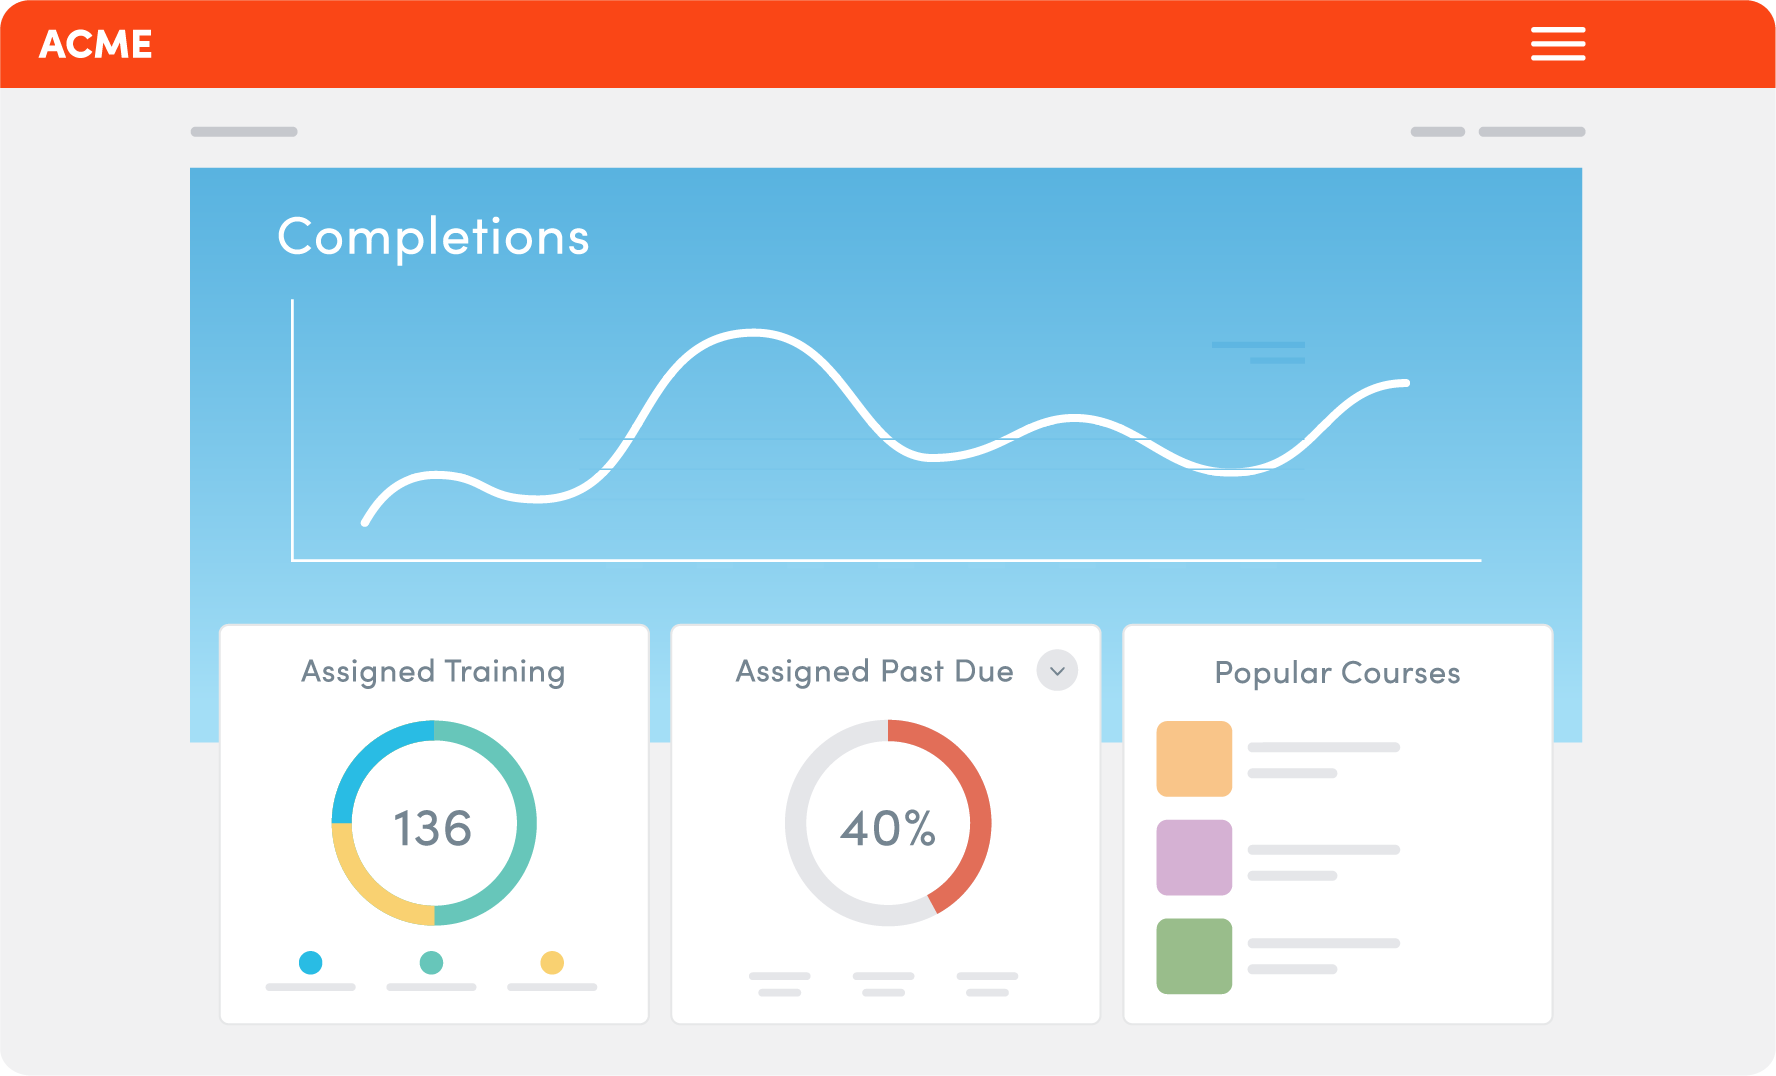 ACME
Completions
Assigned Training
136
Assigned Past Due
40%
Popular Courses